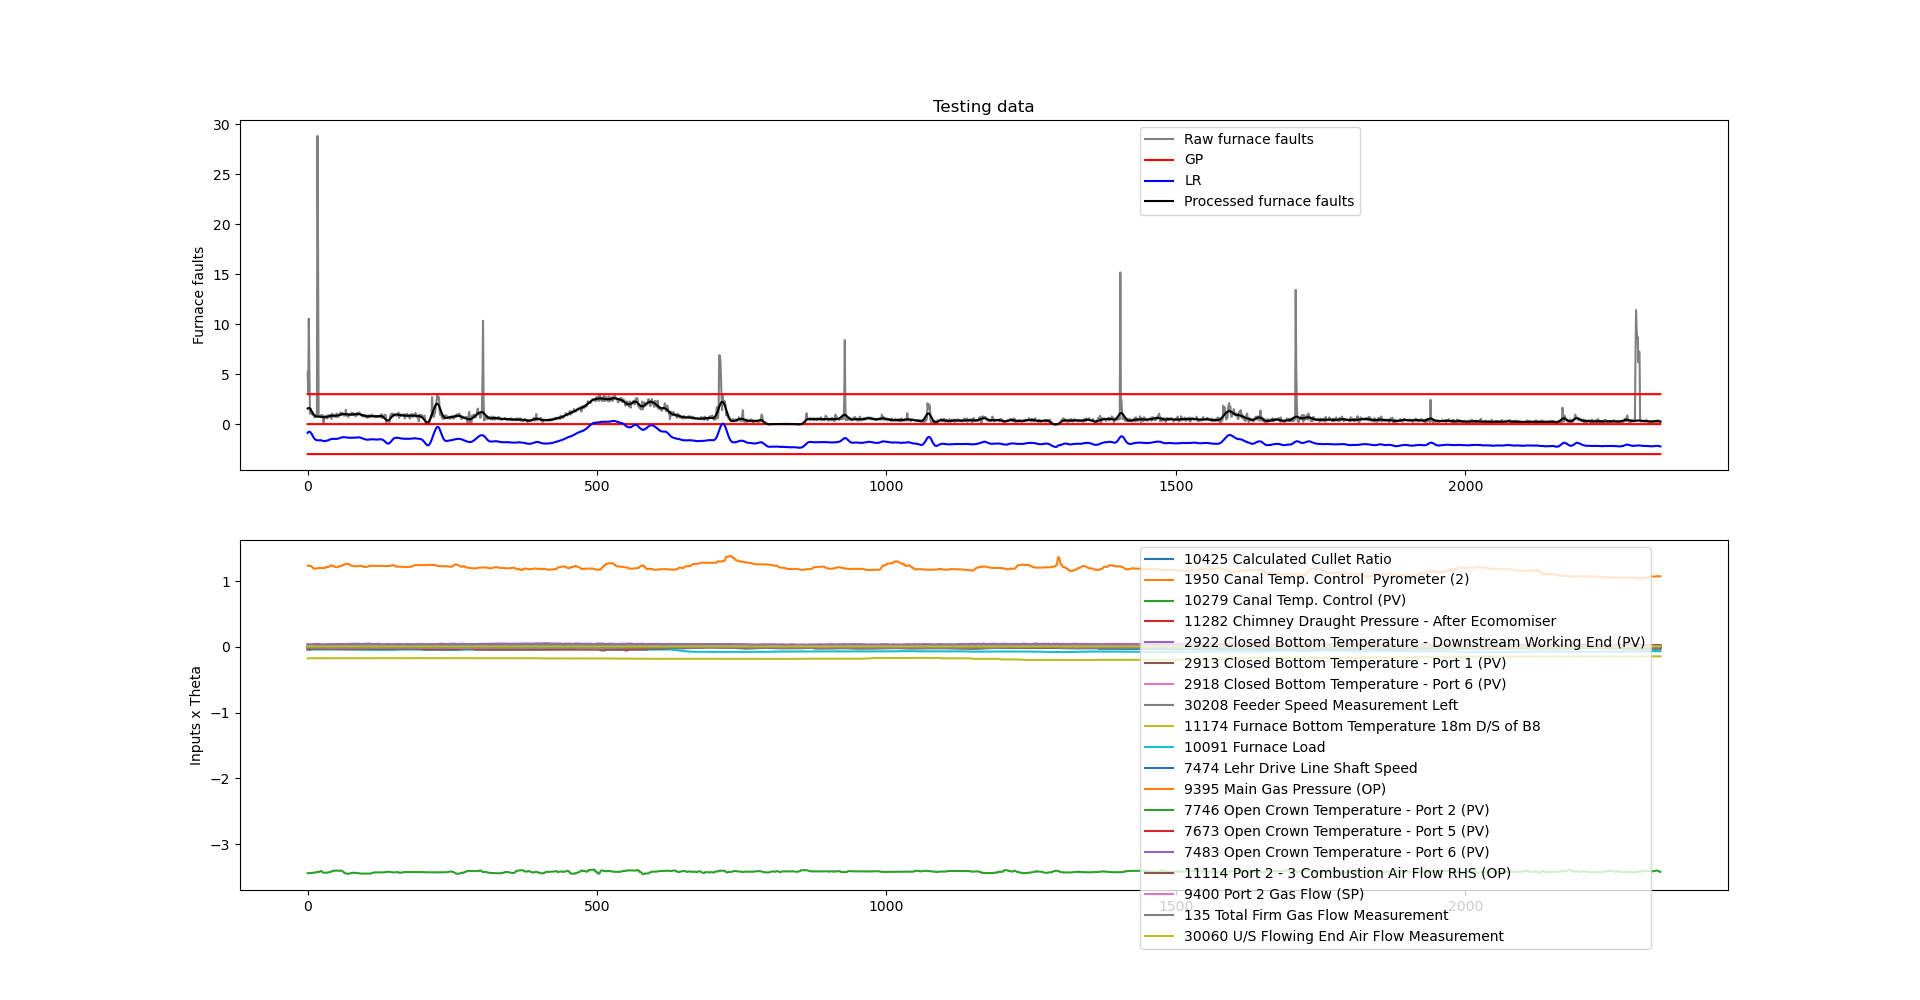 Testing data
30
25
20
15
10
5
0
Furnace faults
Raw furnace faults
GP
LR
Processed furnace faults
0 500 1000 1500 2000
1
0
−1
−2
−3
Inputs x Theta
10425 Calculated Cullet Ratio
1950 Canal Temp. Control  Pyrometer (2)
10279 Canal Temp. Control (PV)
11282 Chimney Draught Pressure - After Ecomomiser
2922 Closed Bottom Temperature - Downstream Working End (PV)
2913 Closed Bottom Temperature - Port 1 (PV)
2918 Closed Bottom Temperature - Port 6 (PV)
30208 Feeder Speed Measurement Left
11174 Furnace Bottom Temperature 18m D/S of B8
10091 Furnace Load
7474 Lehr Drive Line Shaft Speed
9395 Main Gas Pressure (OP)
7746 Open Crown Temperature - Port 2 (PV)
7673 Open Crown Temperature - Port 5 (PV)
7483 Open Crown Temperature - Port 6 (PV)
11114 Port 2 - 3 Combustion Air Flow RHS (OP)
9400 Port 2 Gas Flow (SP)
135 Total Firm Gas Flow Measurement
30060 U/S Flowing End Air Flow Measurement
0 500 1000 1500 2000